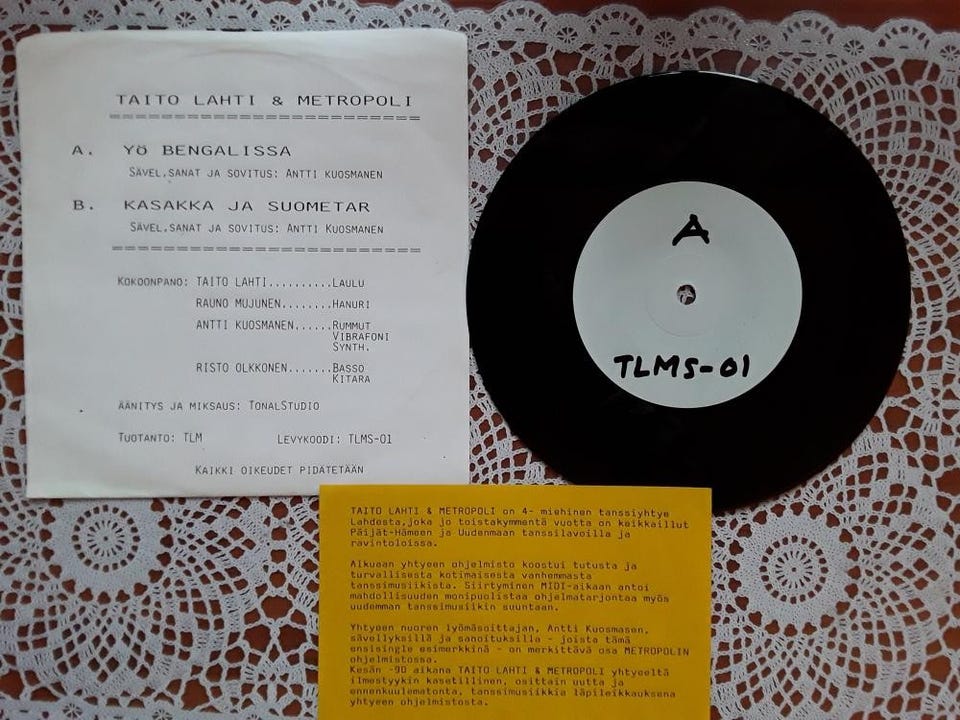 TAITO LAHTI & METROPOLI
=========================
A. YÖ BENGALISSA
SÄVEL,SANAT JA SOVITUS: ANTTI KUOSMANEN
B. KASAKKA JA SUOMETAR
SÄVEL,SANAT JA SOVITUS: ANTTI KUOSMANEN
=========================
KOKOONPANO: TAITO LAHTI..........LAULU
RAUNO MUJUNEN........HANURI
ANTTI KUOSMANEN......RUMMUT
VIBRAFONI
SYNTH.
RISTO OLKKONEN.......BASSO
KITARA
ÄÄNITYS JA MIKSAUS: TONALSTUDIO
TUOTANTO: TLM LEVYKOODI: TLMS-01
KAIKKI OIKEUDET PIDÄTETÄÄN
A
TLMS-01
TAITO LAHTI & METROPOLI on 4- miehinen tanssiyhtye
Lahdesta,joka jo toistakymmentä vuotta on keikkaillut
Päijät-Hämeen ja Uudenmaan tanssilavoilla ja
ravintoloissa.
Alkuaan yhtyeen ohjelmisto koostui tutusta ja
turvallisesta kotimaisesta vanhemmasta
tanssimusiikista. Siirtyminen MIDI-aikaan antoi
mahdollisuuden monipuolistaa ohjelmatarjontaa myös
uudemman tanssimusiikin suuntaan.
Yhtyeen nuoren lyömäsoittajan, Antti Kuosmasen,
sävellyksillä ja sanoituksilla - joista tämä
ensisingle esimerkkinä - on merkittävä osa METROPOLIN
ohjelmistossa.
Kesän -90 aikana TAITO LAHTI & METROPOLI yhtyeeltä
ilmestyykin kasetillinen, osittain uutta ja
ennenkuulematonta, tanssimusiikkia läpileikkauksena
yhtyeen ohjelmistosta.